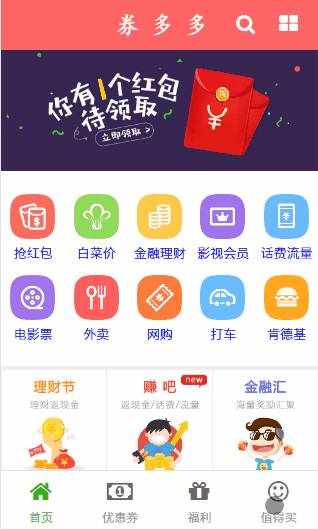 券多多
你有1个红包
待领取
立即领取 >
抢红包 白菜价 金融理财 影视会员 话费流量
电影票 外卖 网购 打车 肯德基
理财节 赚吧 new 金融汇
理财返现金 返现金/话费/流量 海量奖励汇聚
首页 优惠券 福利 值得买